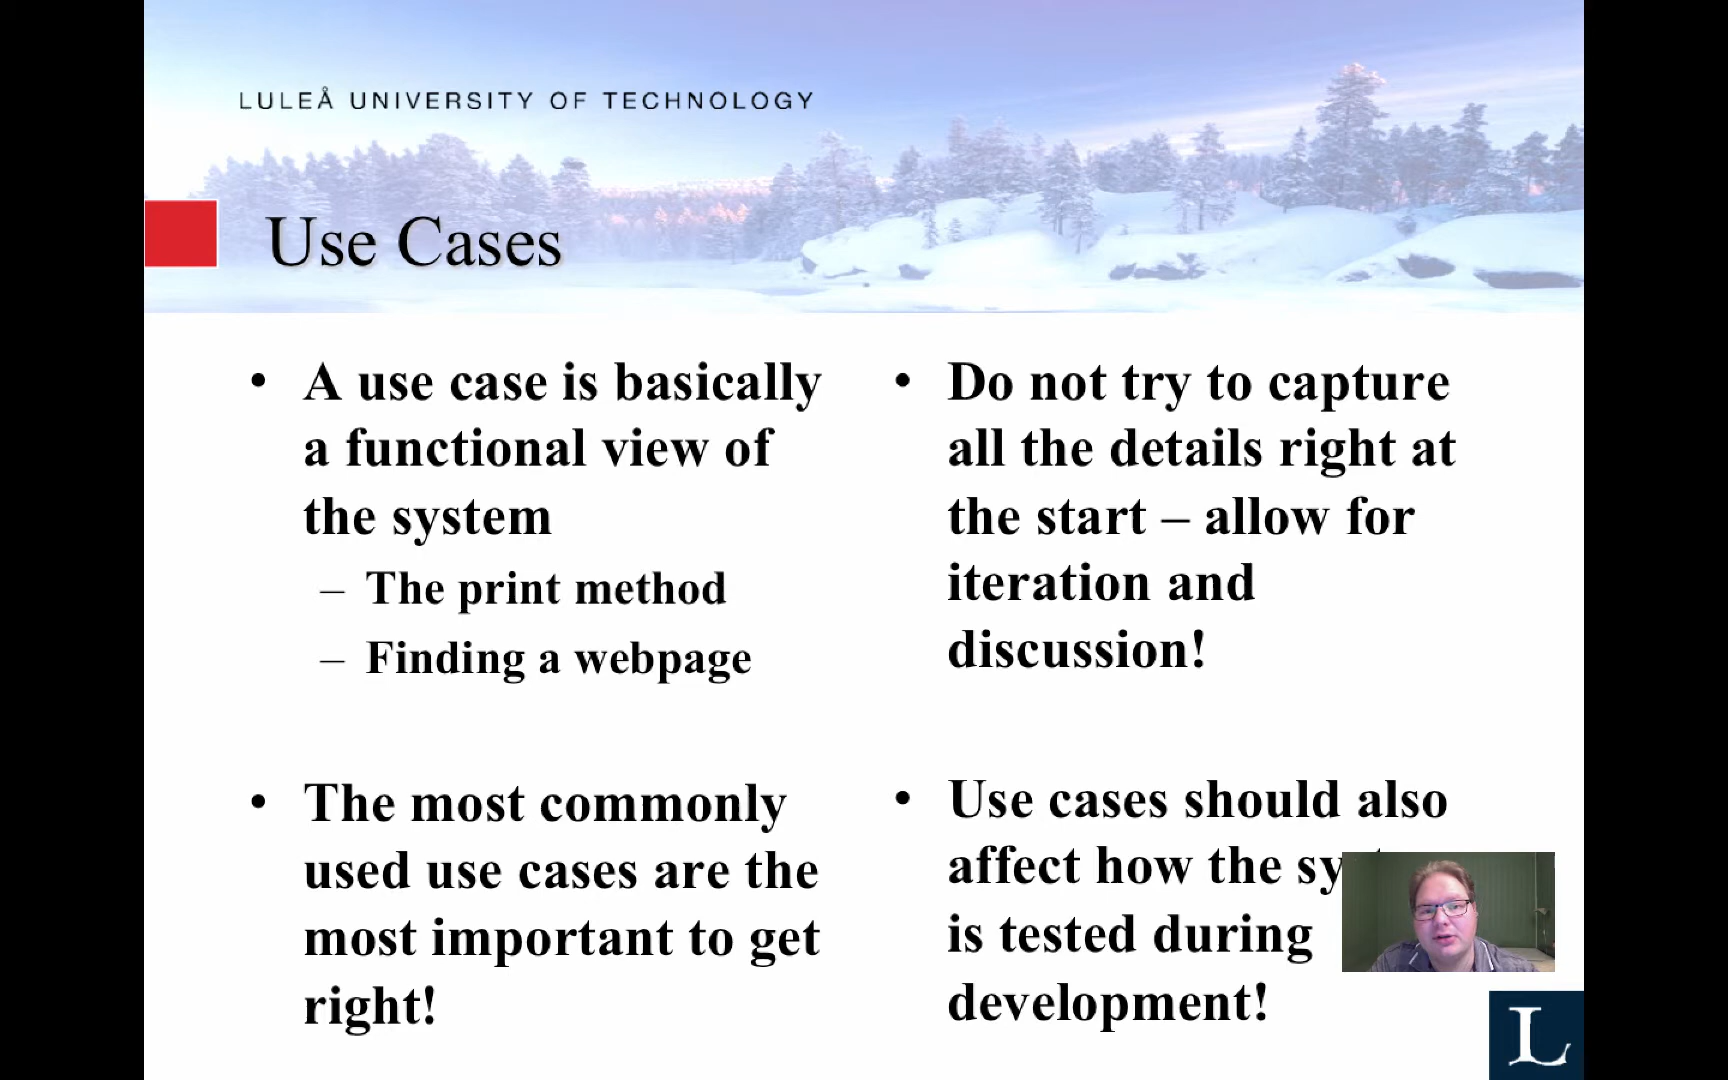 LULEÅ UNIVERSITY OF TECHNOLOGY
Use Cases
• A use case is basically
a functional view of
the system
– The print method
– Finding a webpage
• The most commonly
used use cases are the
most important to get
right!
• Do not try to capture
all the details right at
the start – allow for
iteration and
discussion!
• Use cases should also
affect how the
is tested during
development!
L